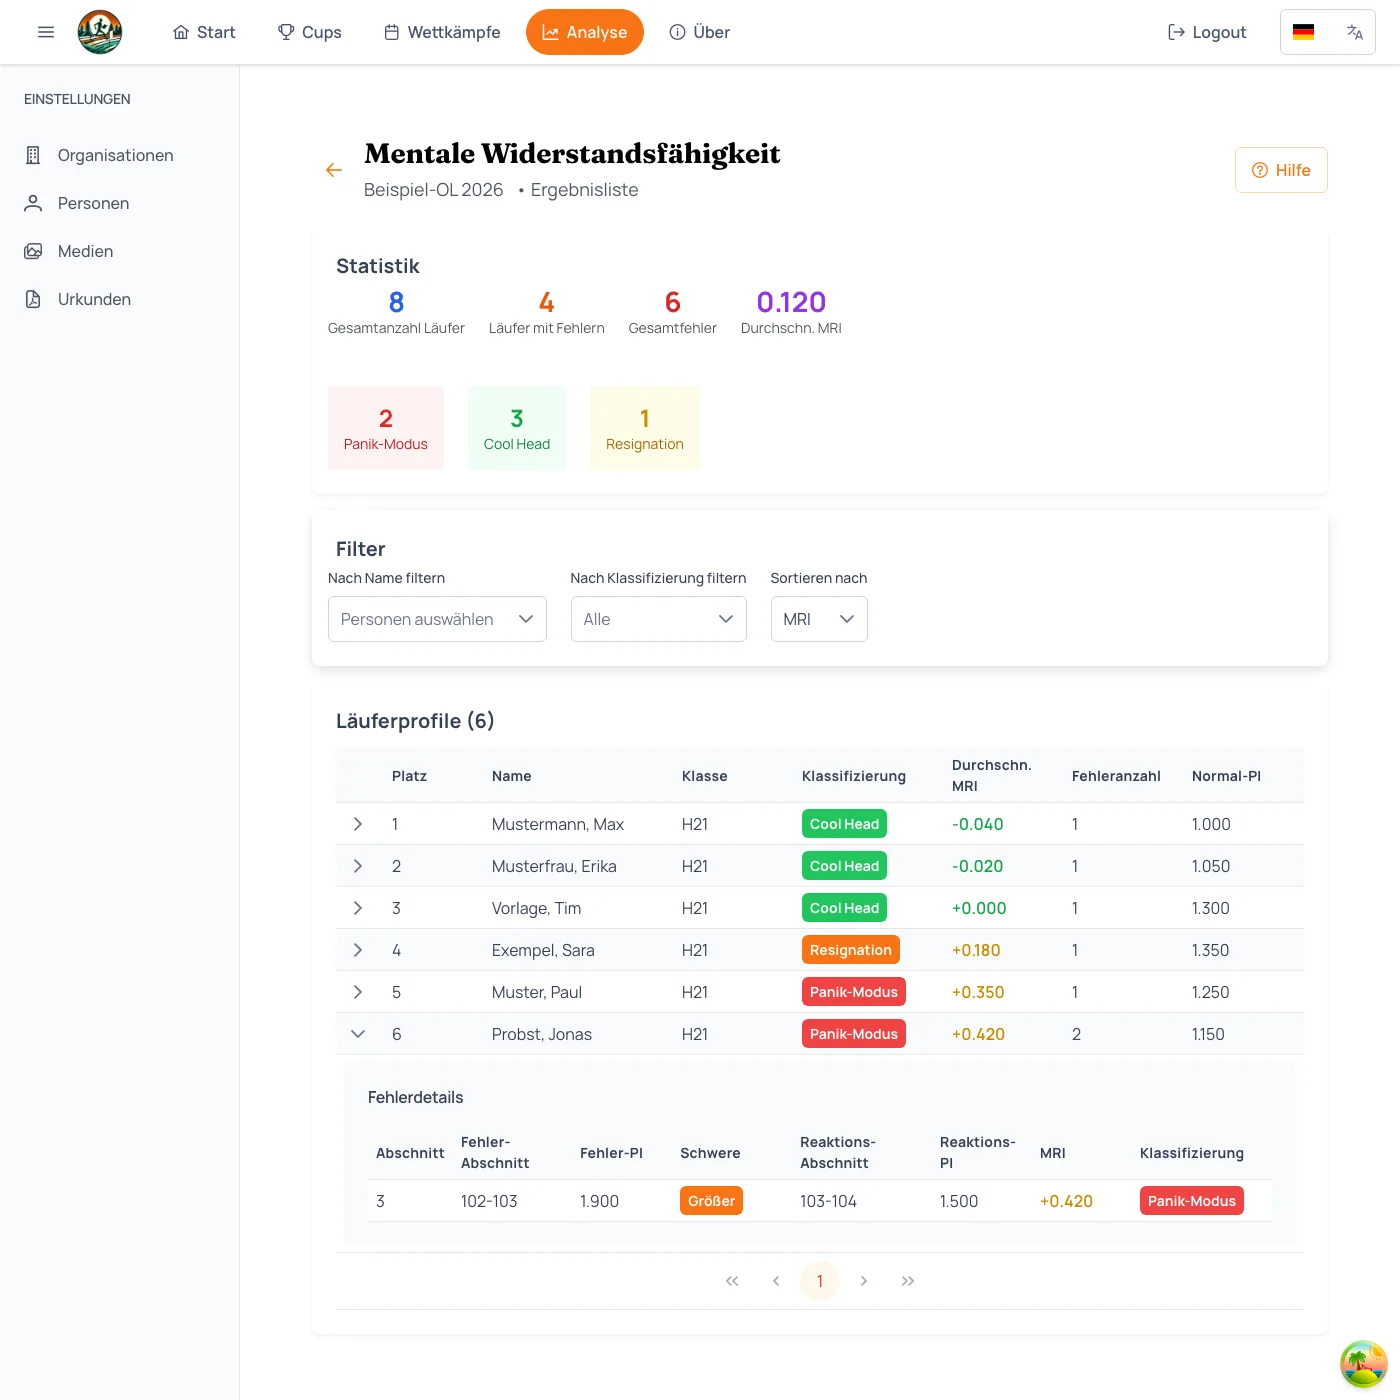 Start
Cups
Wettkämpfe
Analyse
Über
Logout
EINSTELLUNGEN
Organisationen
Personen
Medien
Urkunden
Mentale Widerstandsfähigkeit
Beispiel-OL 2026 • Ergebnisliste
Hilfe
Statistik
8
Gesamtanzahl Läufer
4
Läufer mit Fehlern
6
Gesamtfehler
0.120
Durchschn. MRI
2
Panik-Modus
3
Cool Head
1
Resignation
Filter
Nach Name filtern
Personen auswählen
Nach Klassifizierung filtern
Alle
Sortieren nach
MRI
Läuferprofile (6)
Platz Name Klasse Klassifizierung Durchschn. MRI Fehleranzahl Normal-PI
1 Mustermann, Max H21 Cool Head -0.040 1 1.000
2 Musterfrau, Erika H21 Cool Head -0.020 1 1.050
3 Vorlage, Tim H21 Cool Head +0.000 1 1.300
4 Exempel, Sara H21 Resignation +0.180 1 1.350
5 Muster, Paul H21 Panik-Modus +0.350 1 1.250
6 Probst, Jonas H21 Panik-Modus +0.420 2 1.150
Fehlerdetails
Abschnitt Fehler-Abschnitt Fehler-PI Schwere Reaktions-Abschnitt Reaktions-PI MRI Klassifizierung
3 102-103 1.900 Größer 103-104 1.500 +0.420 Panik-Modus
1